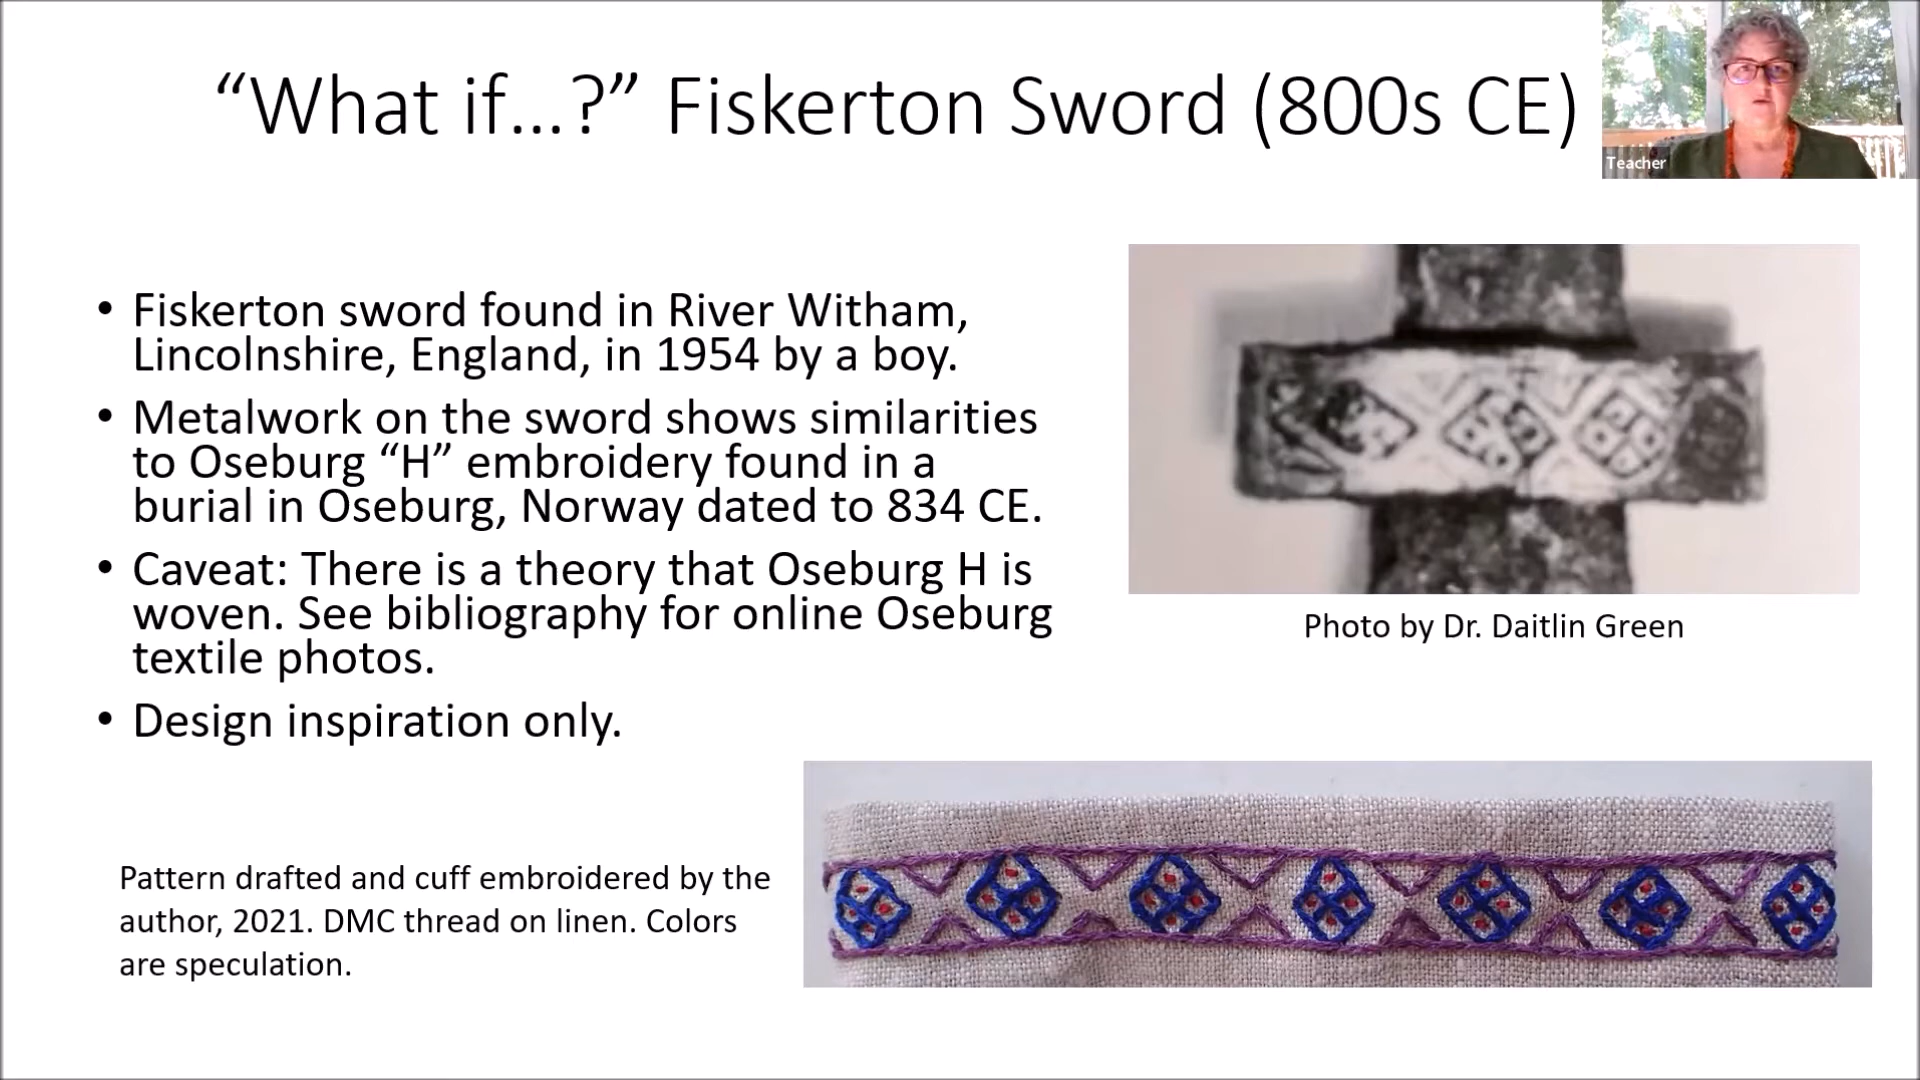 “What if...?” Fiskerton Sword (800s CE)
Teacher
• Fiskerton sword found in River Witham,
Lincolnshire, England, in 1954 by a boy.
• Metalwork on the sword shows similarities
to Oseburg “H” embroidery found in a
burial in Oseburg, Norway dated to 834 CE.
• Caveat: There is a theory that Oseburg H is
woven. See bibliography for online Oseburg
textile photos.
• Design inspiration only.
Photo by Dr. Daitlin Green
Pattern drafted and cuff embroidered by the
author, 2021. DMC thread on linen. Colors
are speculation.